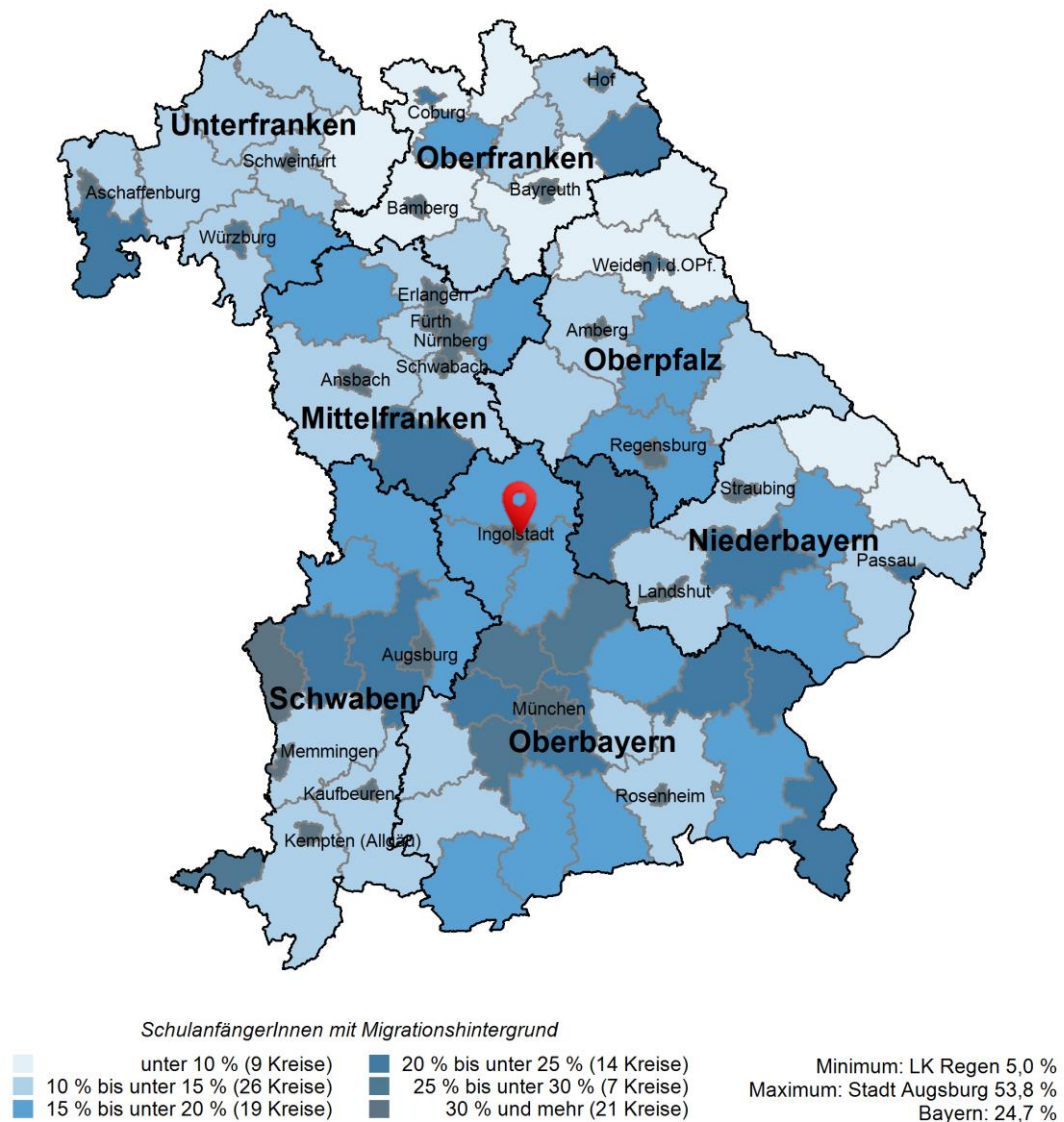 Hof
Coburg
Unterfranken
Oberfranken
Schweinfurt
Aschaffenburg
Bayreuth
Bamberg
Würzburg
Weiden i.d.OPf.
Erlangen
Fürth
Nürnberg
Amberg
Oberpfalz
Schwabach
Ansbach
Mittelfranken
Regensburg
Straubing
Ingolstadt
Niederbayern
Passau
Landshut
Augsburg
Schwaben
München
Oberbayern
Memmingen
Kaufbeuren
Rosenheim
Kempten (Allgäu)
SchulanfängerInnen mit Migrationshintergrund
unter 10 % (9 Kreise)
10 % bis unter 15 % (26 Kreise)
15 % bis unter 20 % (19 Kreise)
20 % bis unter 25 % (14 Kreise)
25 % bis unter 30 % (7 Kreise)
30 % und mehr (21 Kreise)
Minimum: LK Regen 5,0 %
Maximum: Stadt Augsburg 53,8 %
Bayern: 24,7 %